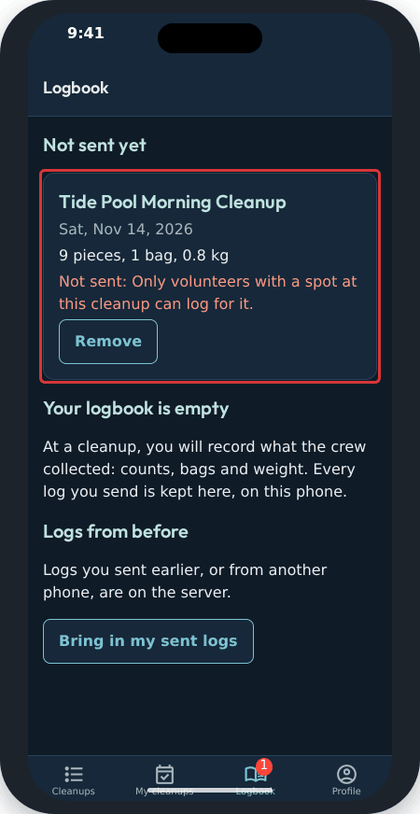 9:41
Logbook
Not sent yet
Tide Pool Morning Cleanup
Sat, Nov 14, 2026
9 pieces, 1 bag, 0.8 kg
Not sent: Only volunteers with a spot at
this cleanup can log for it.
Remove
Your logbook is empty
At a cleanup, you will record what the crew
collected: counts, bags and weight. Every
log you send is kept here, on this phone.
Logs from before
Logs you sent earlier, or from another
phone, are on the server.
Bring in my sent logs
1
Cleanups
My cleanups
Logbook
Profile